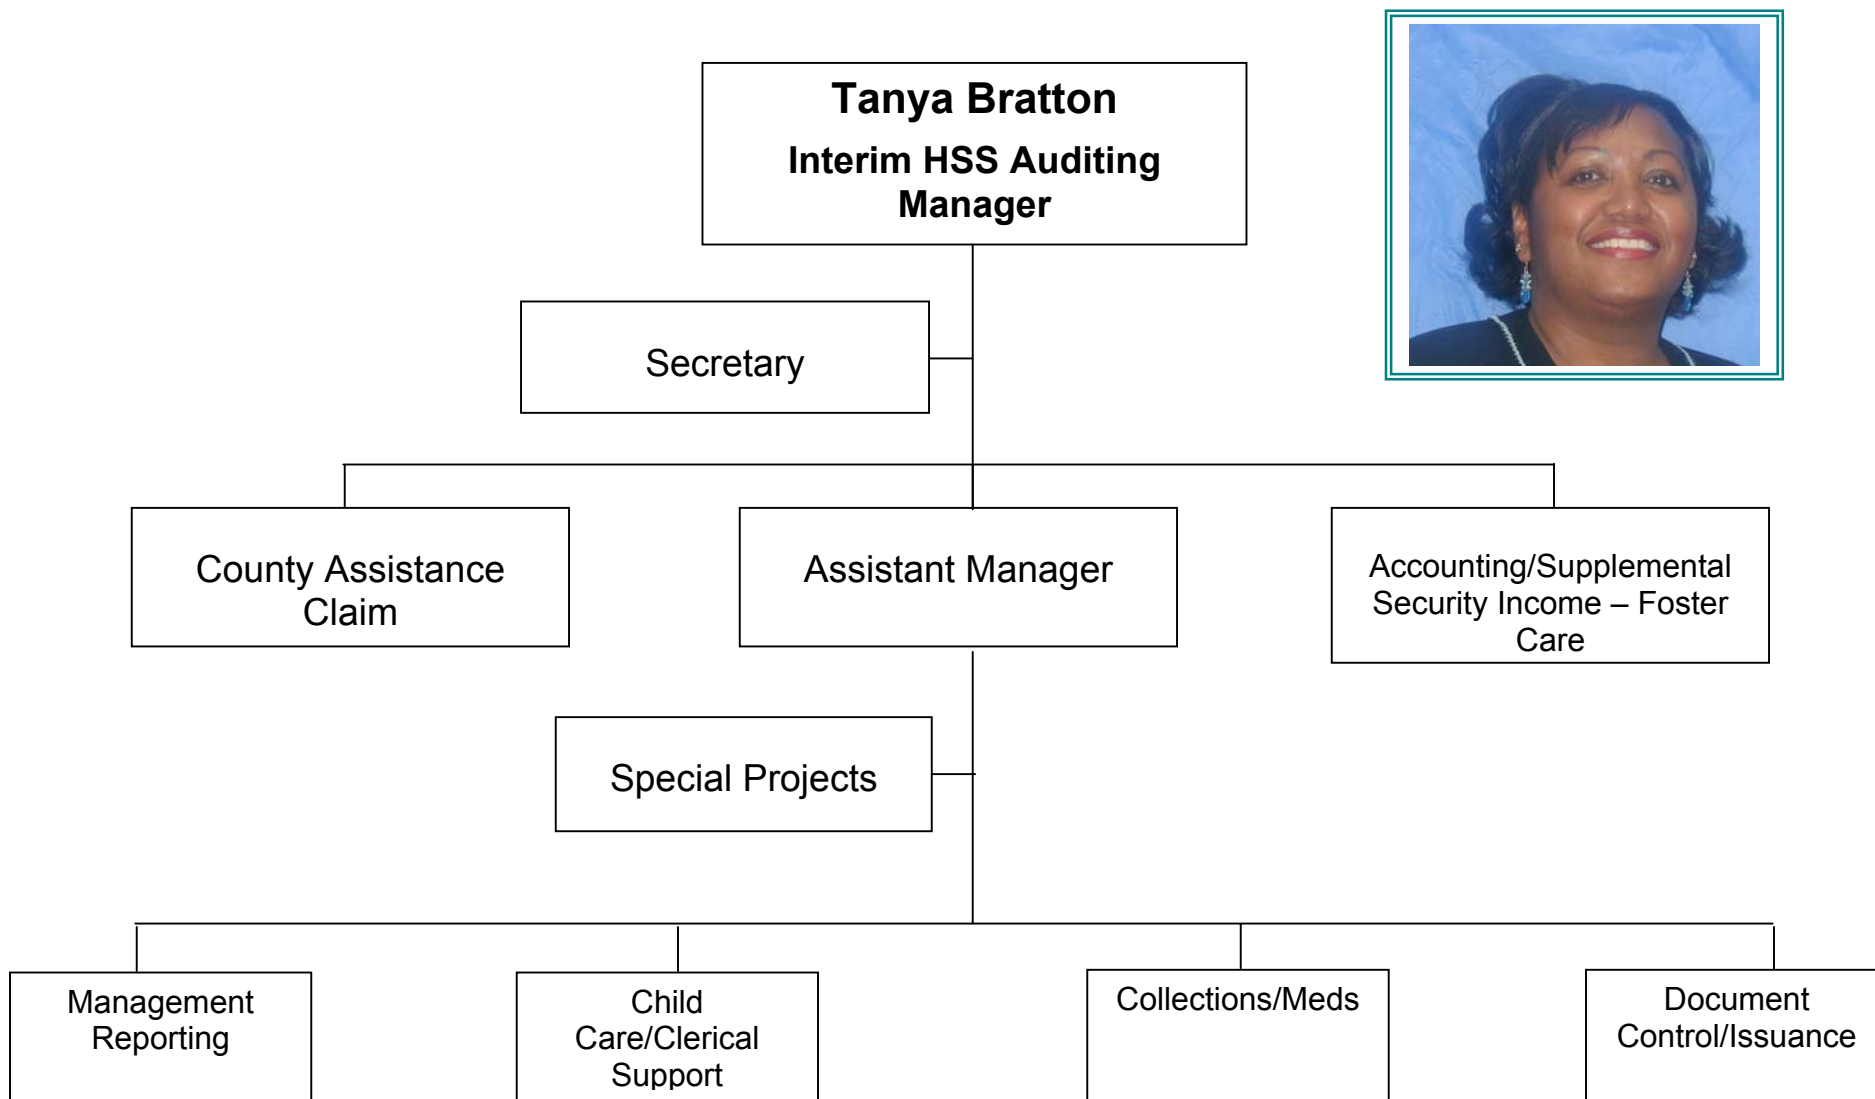 Tanya Bratton
Interim HSS Auditing
Manager
Secretary
County Assistance
Claim
Assistant Manager
Accounting/Supplemental
Security Income – Foster
Care
Special Projects
Management
Reporting
Child
Care/Clerical
Support
Collections/Meds
Document
Control/Issuance